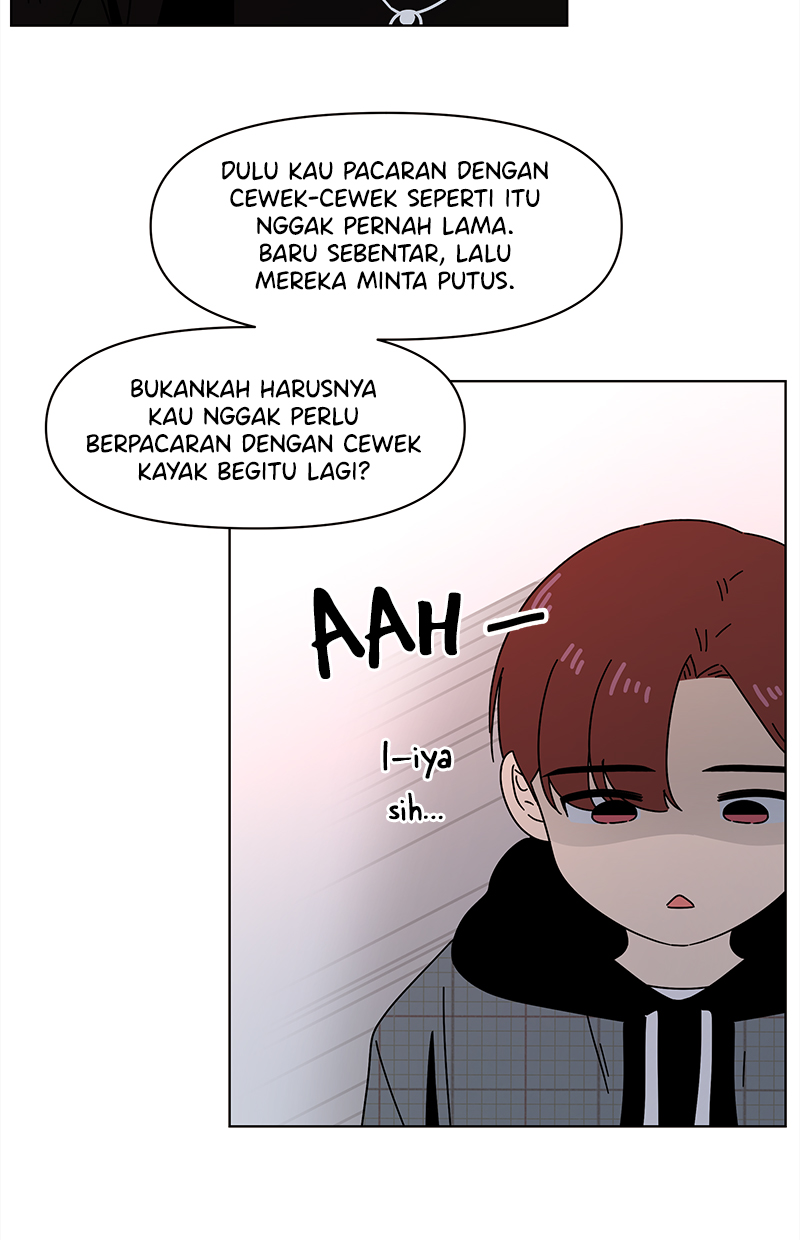 DULU KAU PACARAN DENGAN
CEWEK-CEWEK SEPERTI ITU
NGGAK PERNAH LAMA.
BARU SEBENTAR, LALU
MEREKA MINTA PUTUS.
BUKANKAH HARUSNYA
KAU NGGAK PERLU
BERPACARAN DENGAN CEWEK
KAYAK BEGITU LAGI?
AAH –
I-iya
sih...